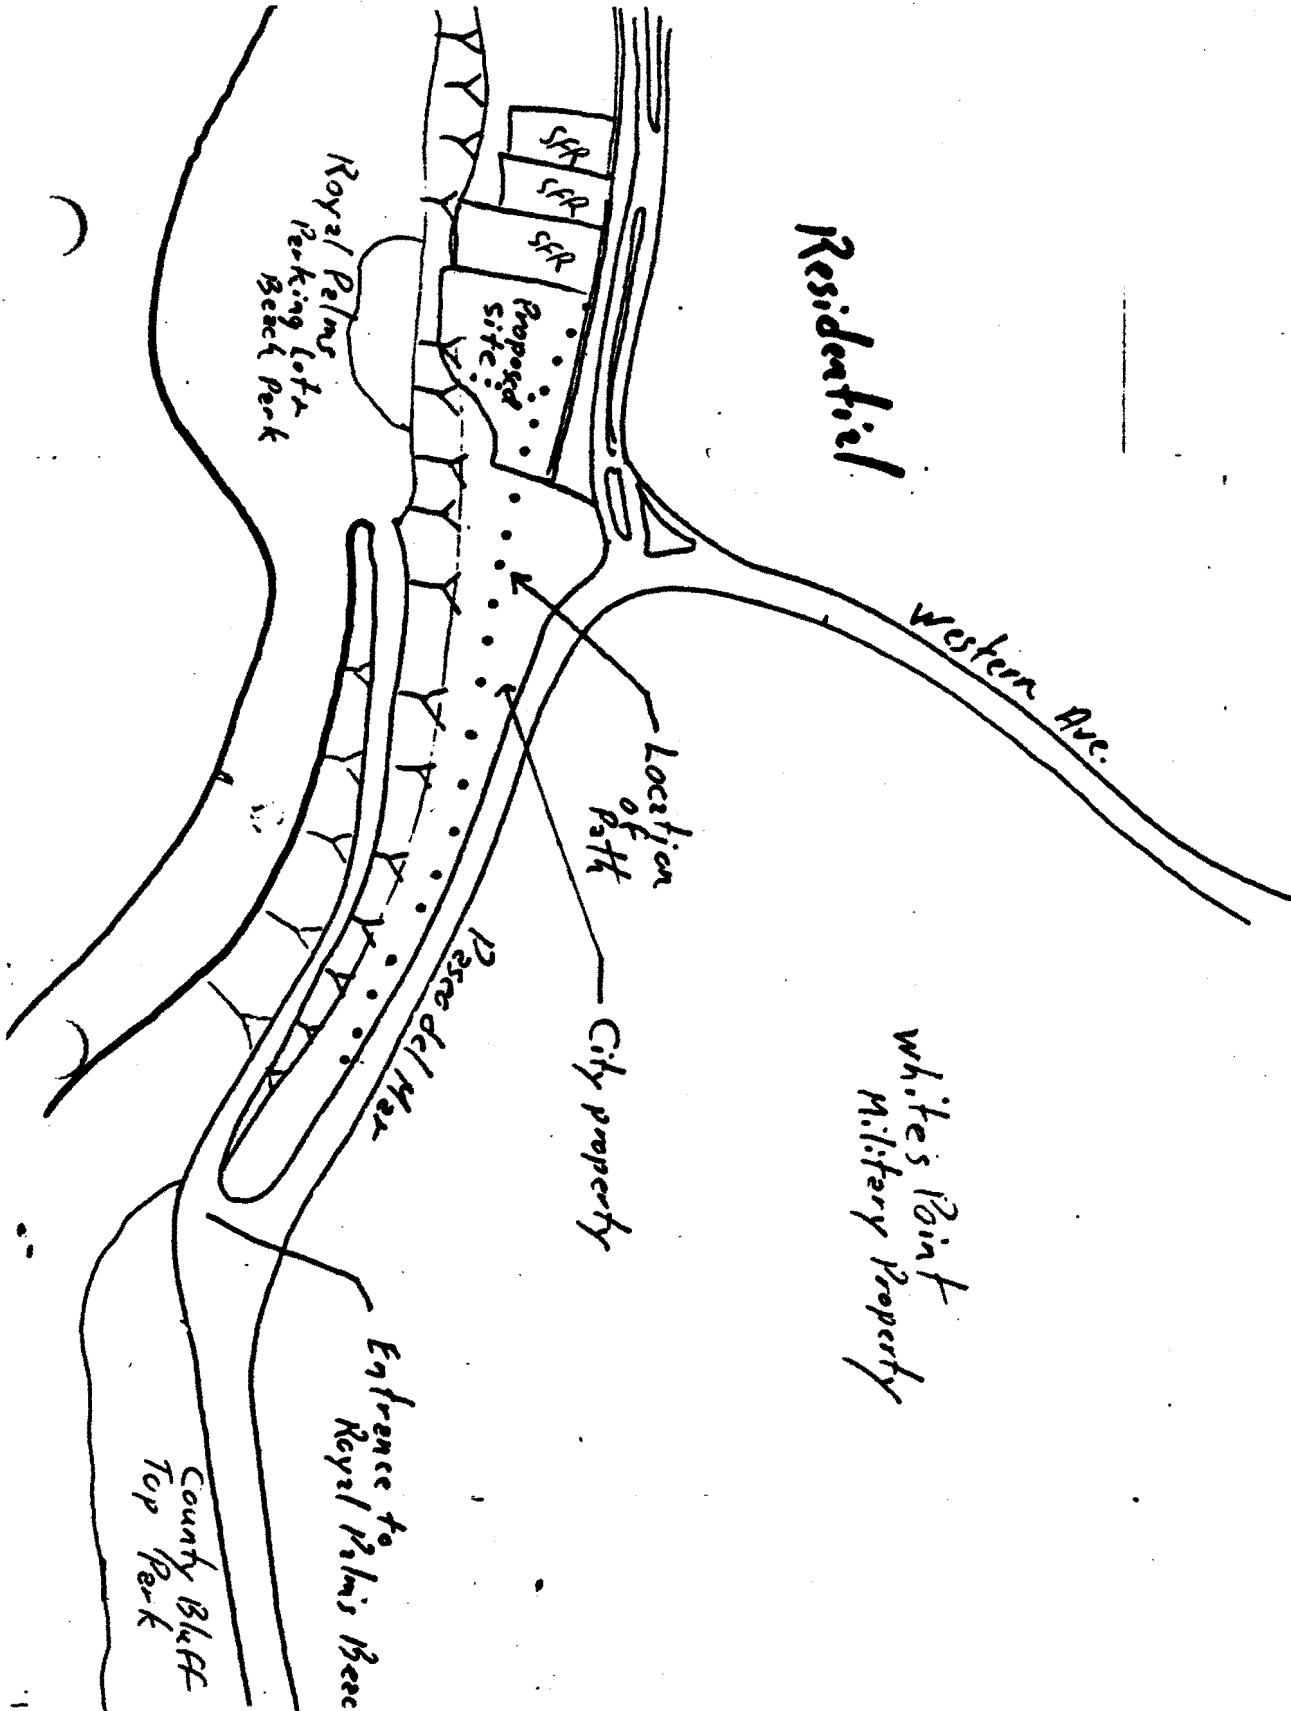 Residential
Western Ave.
White's Point
Military Property
SFR
SFR
SFR
Proposed
Site
Location
of
Path
City property
Paseo del Mar
Royal Palms
Parking Lot &
Beach Park
Entrance to
Royal Palms Beac
County Bluff
Top Park